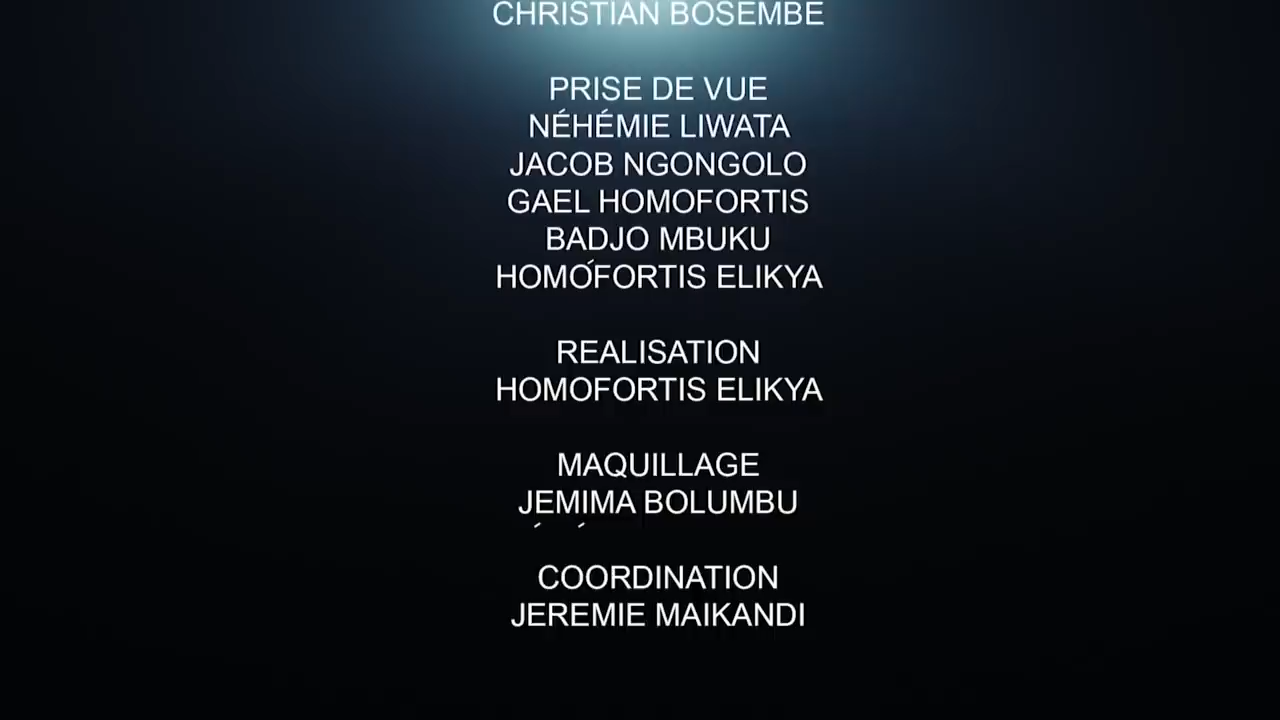 CHRISTIAN BOSEMBE
PRISE DE VUE
NÉHÉMIE LIWATA
JACOB NGONGOLO
GAEL HOMOFORTIS
BADJO MBUKU
HOMOFORTIS ELIKYA
REALISATION
HOMOFORTIS ELIKYA
MAQUILLAGE
JEMIMA BOLUMBU
COORDINATION
JEREMIE MAIKANDI